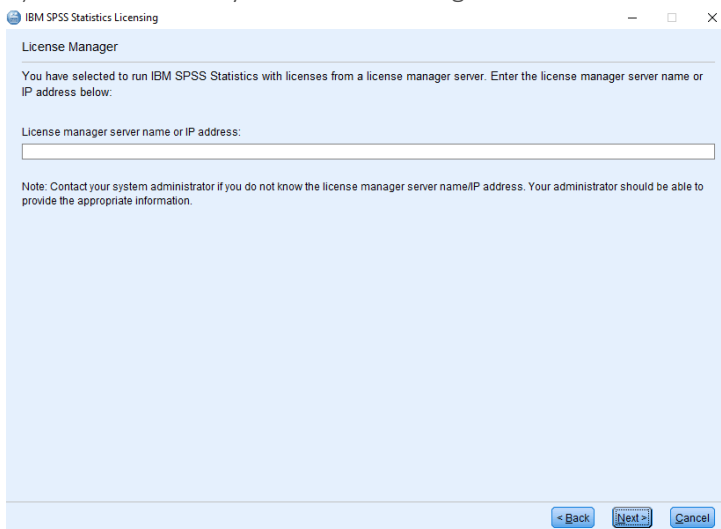 IBM SPSS Statistics Licensing
License Manager
You have selected to run IBM SPSS Statistics with licenses from a license manager server. Enter the license manager server name or
IP address below:
License manager server name or IP address:
Note: Contact your system administrator if you do not know the license manager server name/IP address. Your administrator should be able to
provide the appropriate information.
< Back Next > Cancel